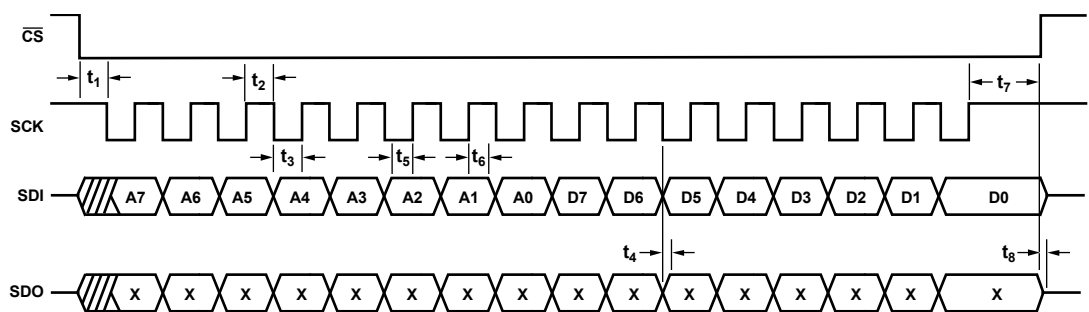 CS
t1
t2
t7
SCK
t3
t5
t6
SDI
A7 A6 A5 A4 A3 A2 A1 A0 D7 D6 D5 D4 D3 D2 D1 D0
t4
t8
SDO
X X X X X X X X X X X X X X X X